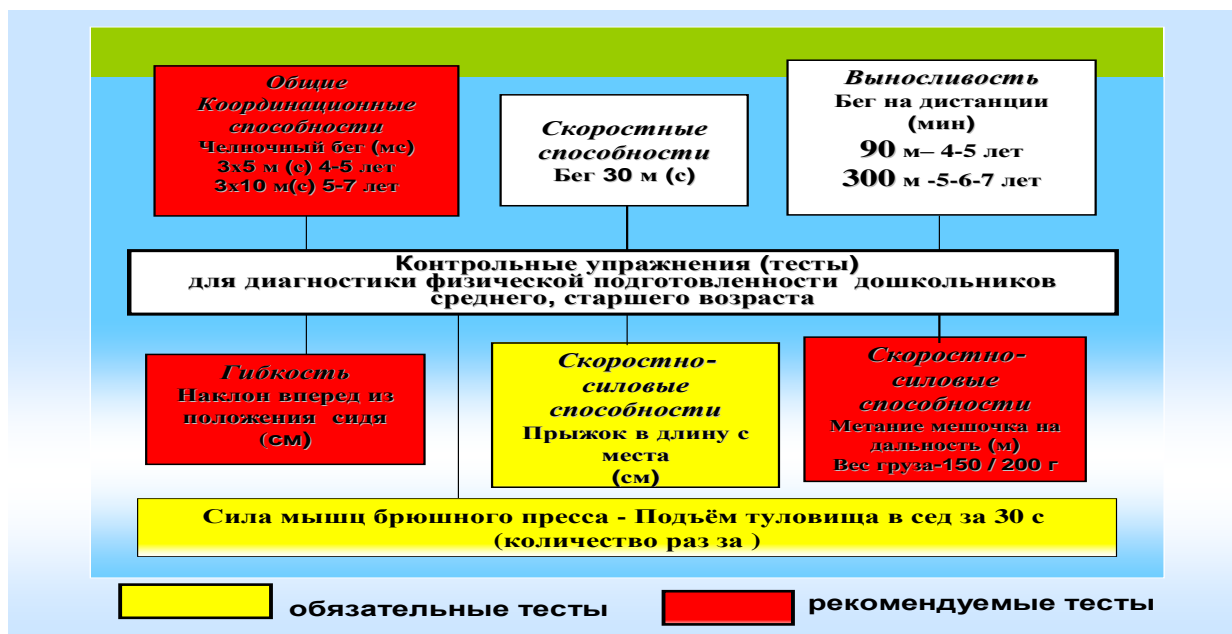 Общие
Координационные
способности
Челночный бег (мс)
3х5 м (с) 4-5 лет
3х10 м(с) 5-7 лет
Скоростные
способности
Бег 30 м (с)
Выносливость
Бег на дистанции
(мин)
90 м– 4-5 лет
300 м -5-6-7 лет
Контрольные упражнения (тесты)
для диагностики физической подготовленности дошкольников
среднего, старшего возраста
Гибкость
Наклон вперед из
положения сидя
(см)
Скоростно-
силовые
способности
Прыжок в длину с
места
(см)
Скоростно-
силовые
способности
Метание мешочка на
дальность (м)
Вес груза-150 / 200 г
Сила мышц брюшного пресса - Подъём туловища в сед за 30 с
(количество раз за )
обязательные тесты
рекомендуемые тесты